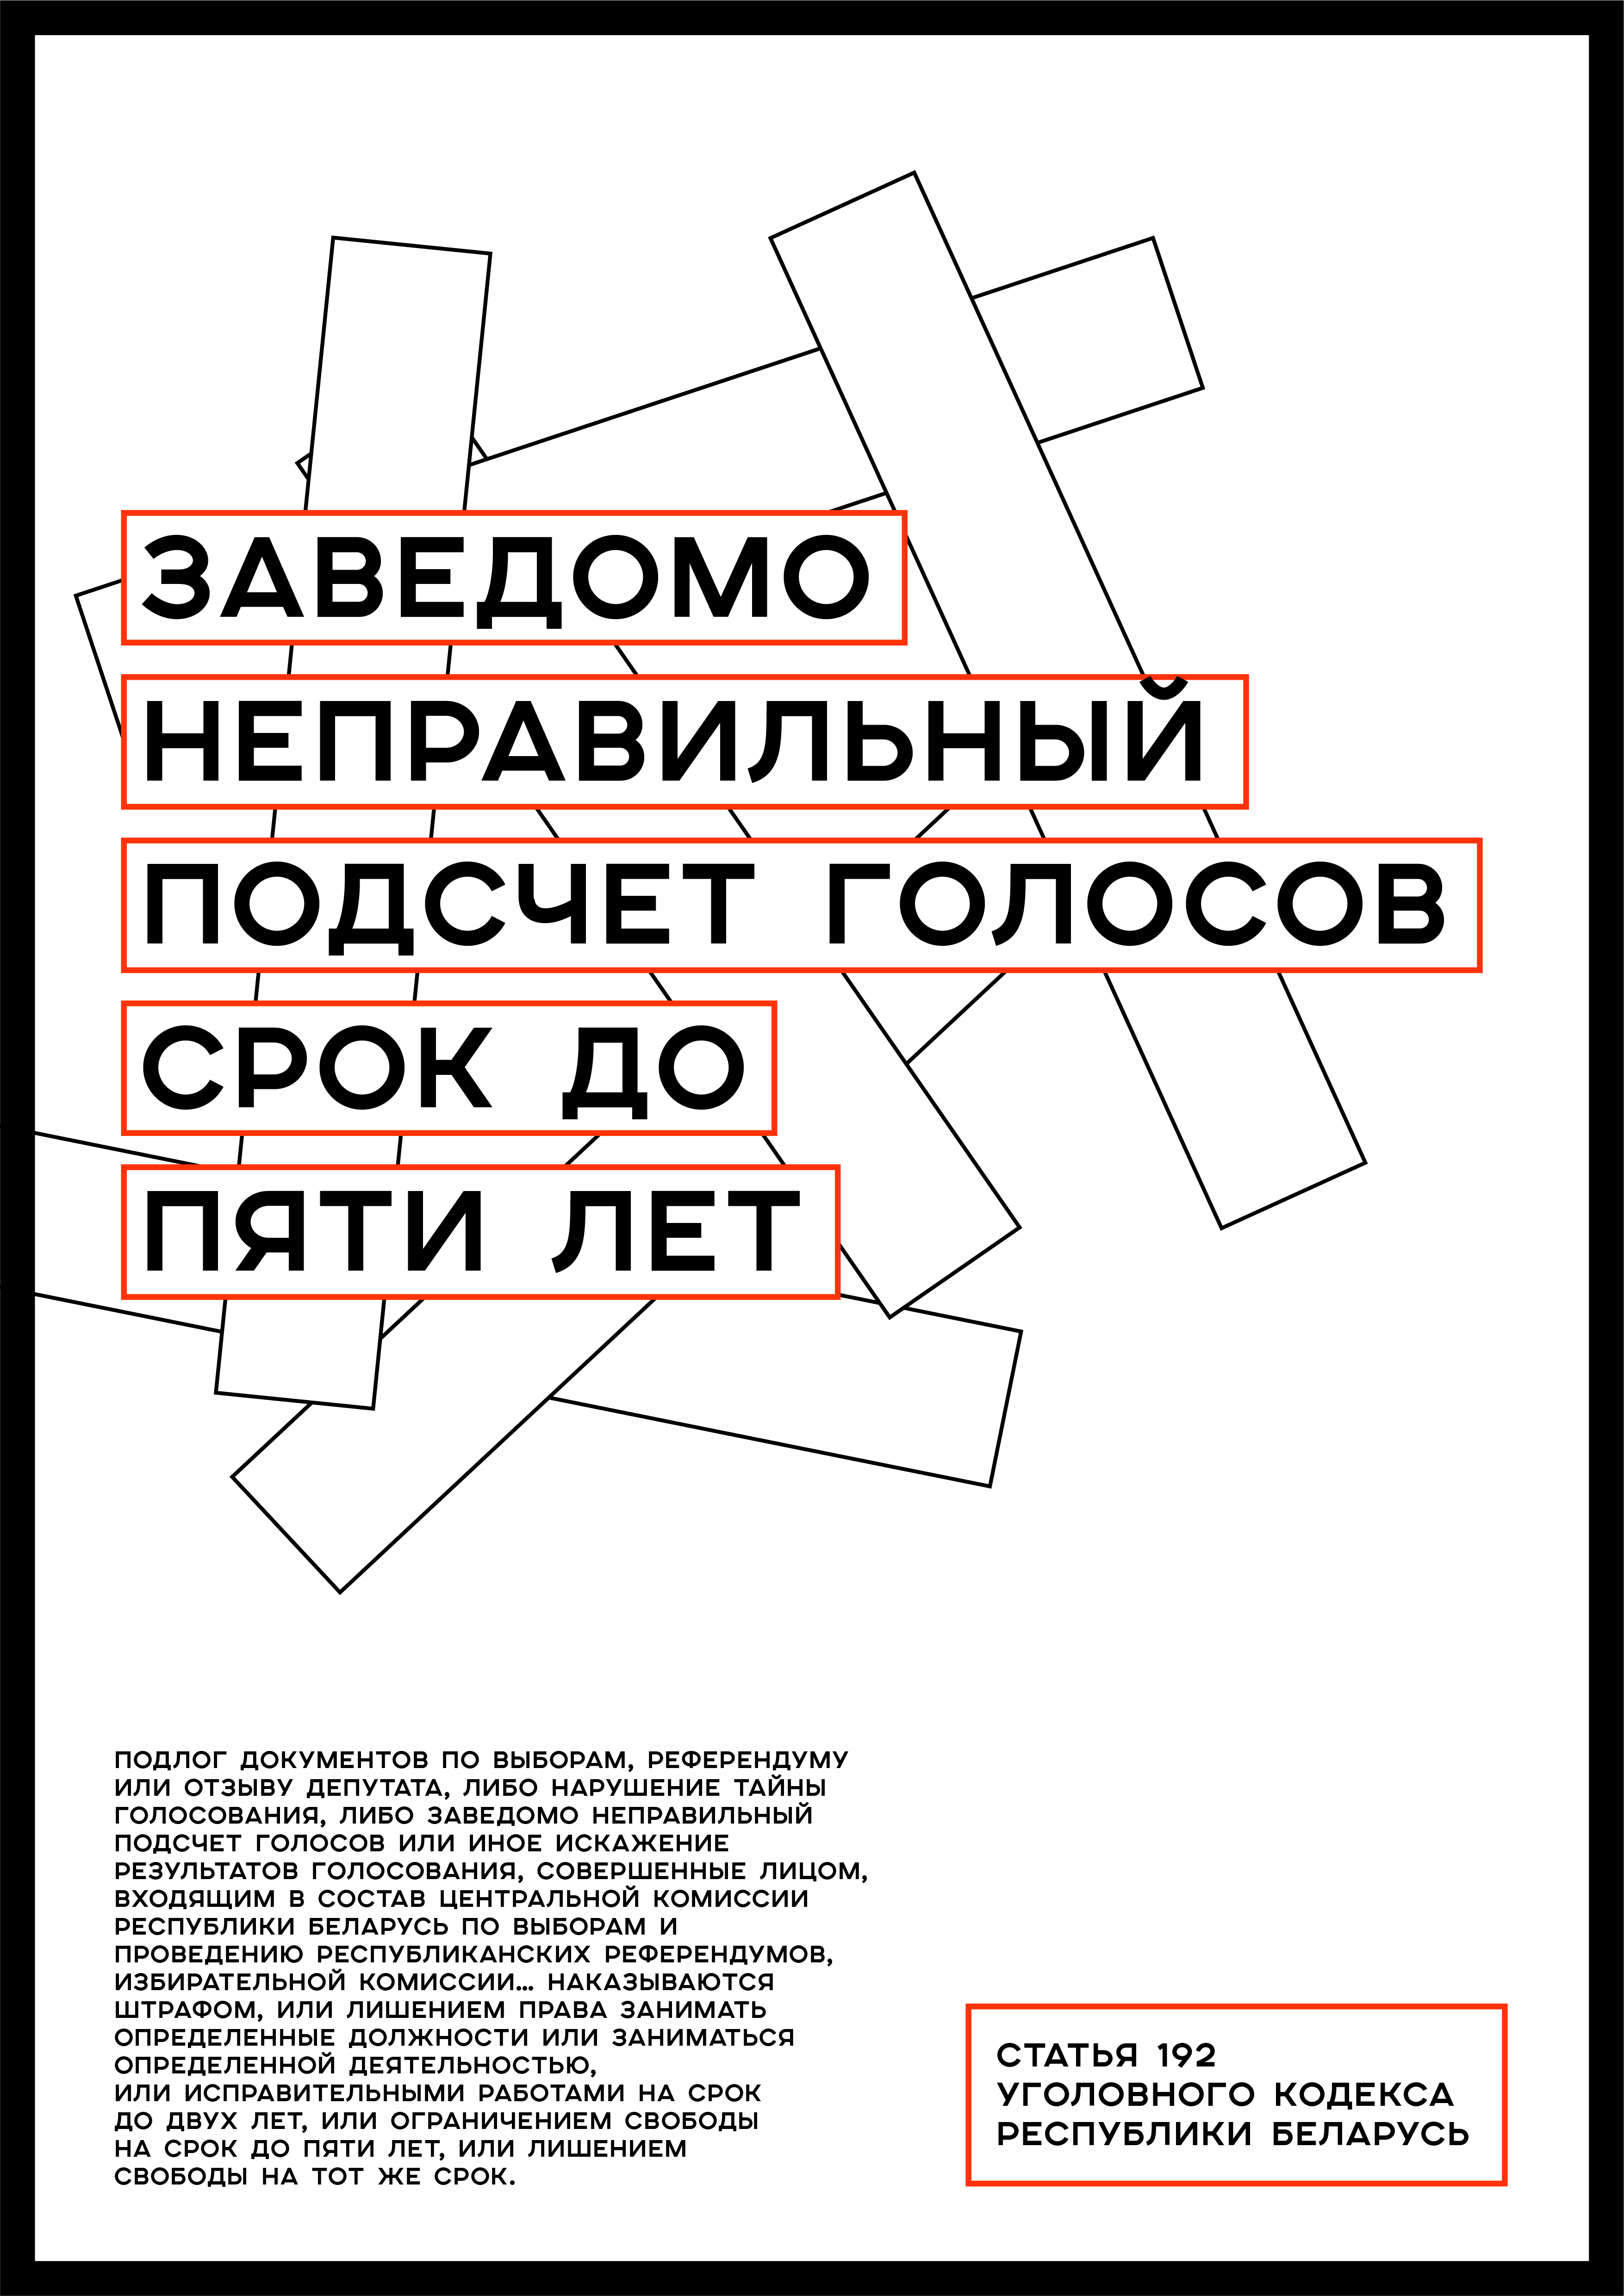 ЗАВЕДОМО
НЕПРАВИЛЬНЫЙ
ПОДСЧЕТ ГОЛОСОВ
СРОК ДО
ПЯТИ ЛЕТ
ПОДЛОГ ДОКУМЕНТОВ ПО ВЫБОРАМ, РЕФЕРЕНДУМУ
ИЛИ ОТЗЫВУ ДЕПУТАТА, ЛИБО НАРУШЕНИЕ ТАЙНЫ
ГОЛОСОВАНИЯ, ЛИБО ЗАВЕДОМО НЕПРАВИЛЬНЫЙ
ПОДСЧЕТ ГОЛОСОВ ИЛИ ИНОЕ ИСКАЖЕНИЕ
РЕЗУЛЬТАТОВ ГОЛОСОВАНИЯ, СОВЕРШЕННЫЕ ЛИЦОМ,
ВХОДЯЩИМ В СОСТАВ ЦЕНТРАЛЬНОЙ КОМИССИИ
РЕСПУБЛИКИ БЕЛАРУСЬ ПО ВЫБОРАМ И
ПРОВЕДЕНИЮ РЕСПУБЛИКАНСКИХ РЕФЕРЕНДУМОВ,
ИЗБИРАТЕЛЬНОЙ КОМИССИИ... НАКАЗЫВАЮТСЯ
ШТРАФОМ, ИЛИ ЛИШЕНИЕМ ПРАВА ЗАНИМАТЬ
ОПРЕДЕЛЕННЫЕ ДОЛЖНОСТИ ИЛИ ЗАНИМАТЬСЯ
ОПРЕДЕЛЕННОЙ ДЕЯТЕЛЬНОСТЬЮ,
ИЛИ ИСПРАВИТЕЛЬНЫМИ РАБОТАМИ НА СРОК
ДО ДВУХ ЛЕТ, ИЛИ ОГРАНИЧЕНИЕМ СВОБОДЫ
НА СРОК ДО ПЯТИ ЛЕТ, ИЛИ ЛИШЕНИЕМ
СВОБОДЫ НА ТОТ ЖЕ СРОК.
СТАТЬЯ 192
УГОЛОВНОГО КОДЕКСА
РЕСПУБЛИКИ БЕЛАРУСЬ